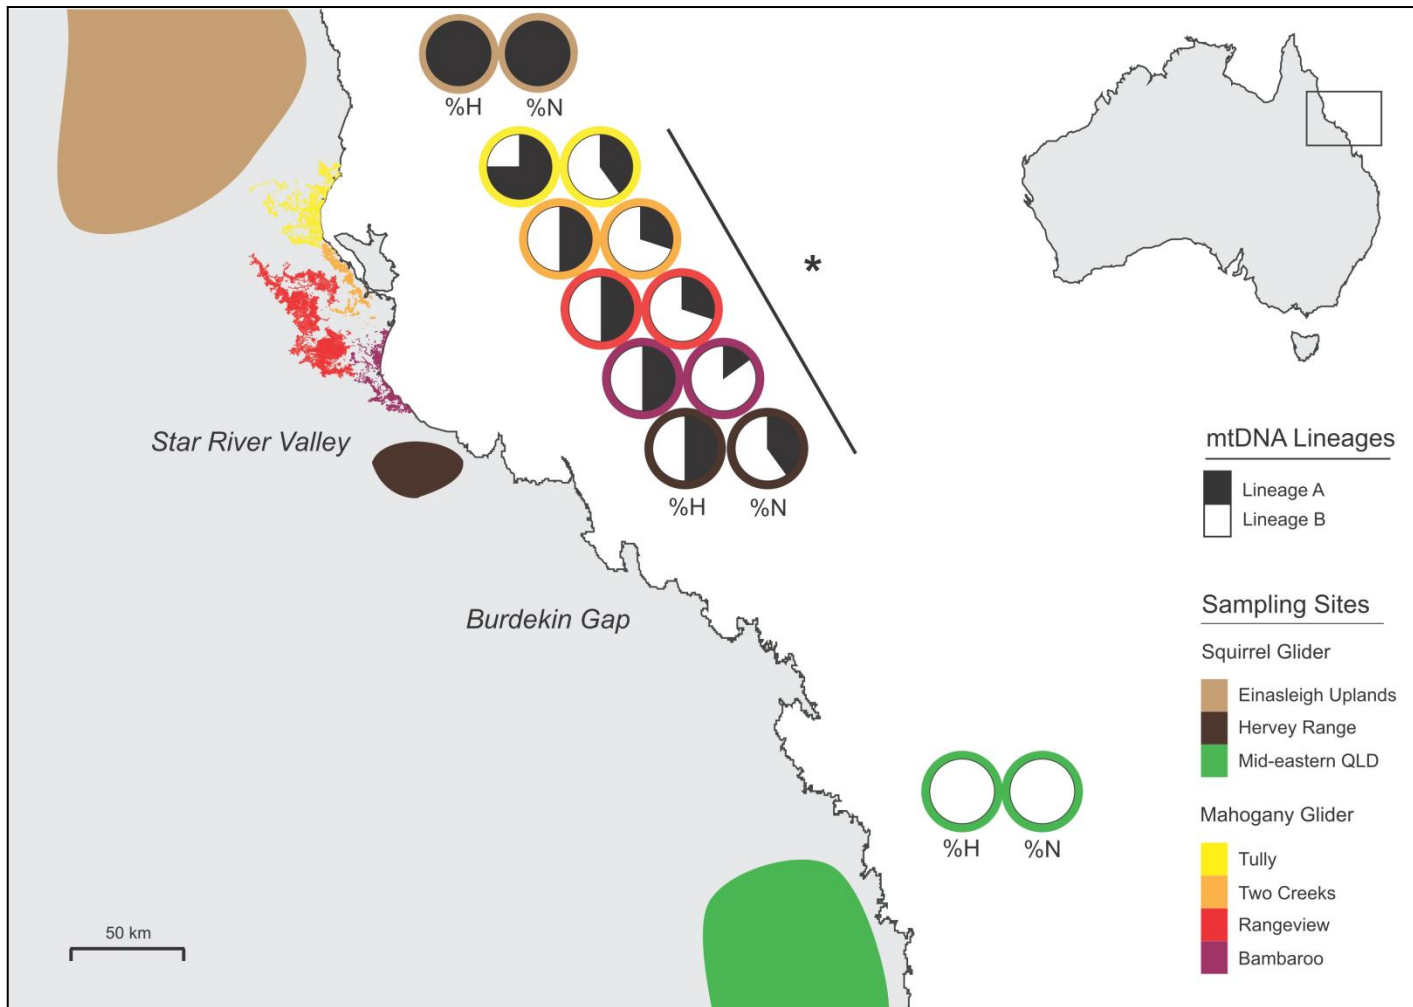 %H %N
*
Star River Valley
%H %N
Burdekin Gap
%H %N
50 km
mtDNA Lineages
Lineage A
Lineage B
Sampling Sites
Squirrel Glider
Einasleigh Uplands
Hervey Range
Mid-eastern QLD
Mahogany Glider
Tully
Two Creeks
Rangeview
Bambaroo